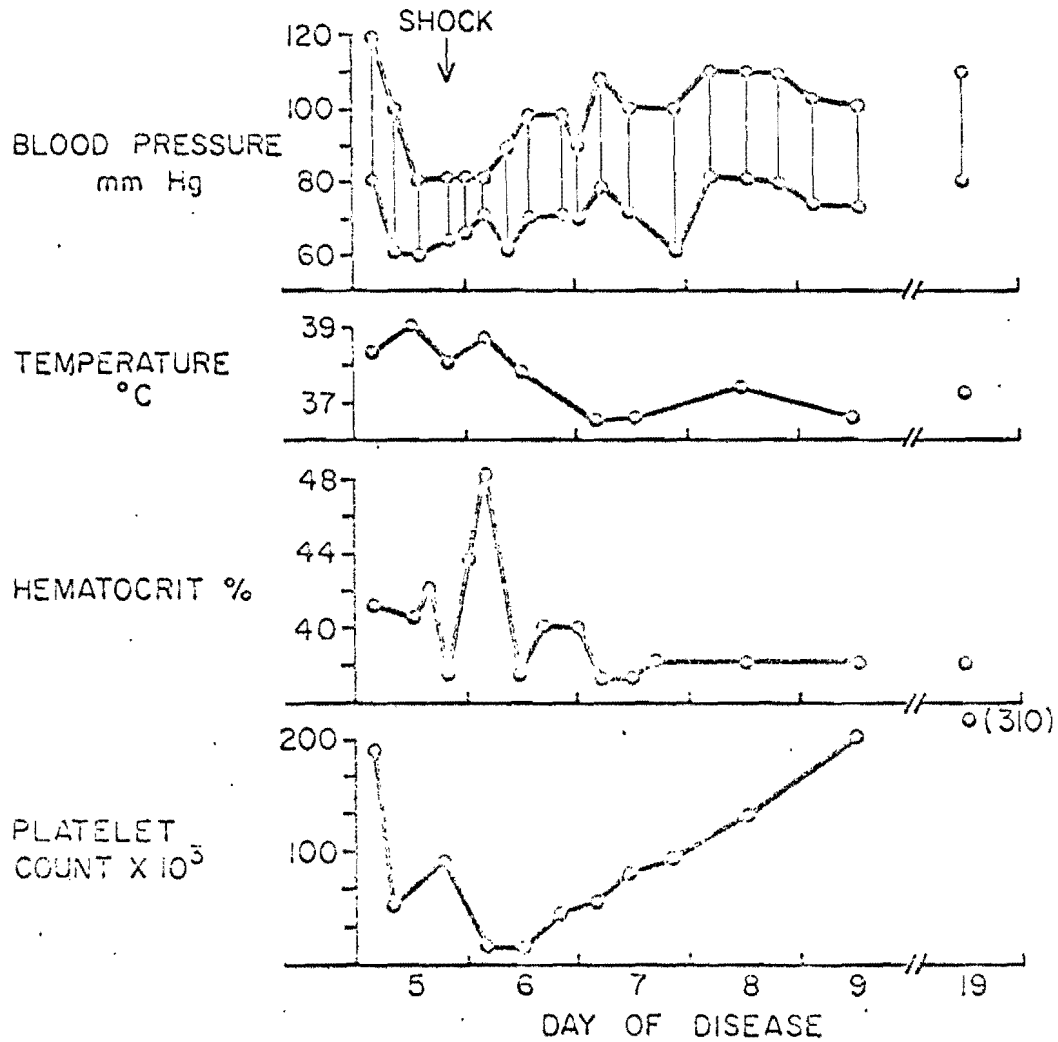 SHOCK
120
100
80
60
BLOOD PRESSURE
mm Hg
39
37
TEMPERATURE
°C
48
44
40
HEMATOCRIT %
(310)
200
100
PLATELET
COUNT X 10³
5 6 7 8 9 19
DAY OF DISEASE